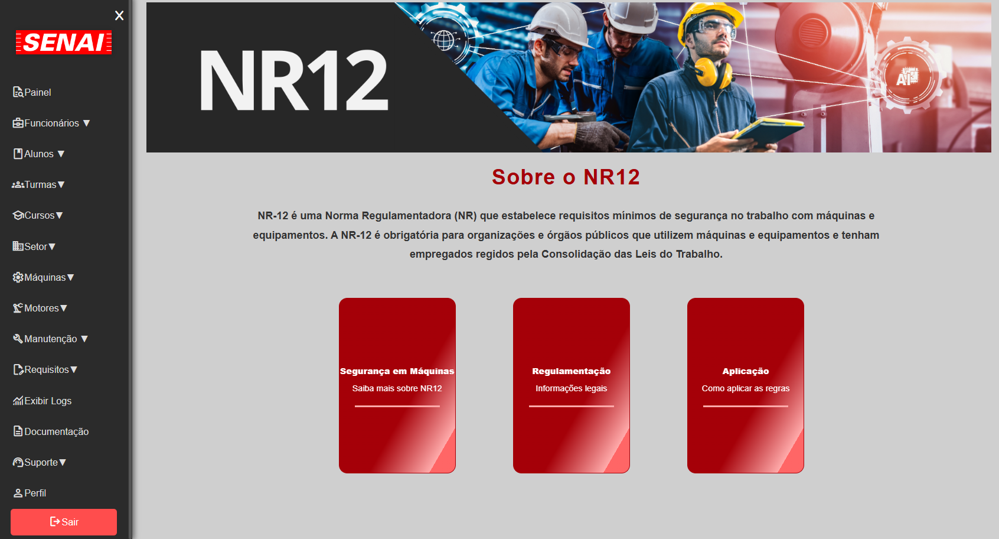 X
SENAI
Painel
Funcionários ▼
Alunos ▼
Turmas▼
Cursos▼
Setor▼
Máquinas▼
Motores▼
Manutenção ▼
Requisitos▼
Exibir Logs
Documentação
Suporte▼
Perfil
Sair
NR12
AI
Sobre o NR12
NR-12 é uma Norma Regulamentadora (NR) que estabelece requisitos mínimos de segurança no trabalho com máquinas e
equipamentos. A NR-12 é obrigatória para organizações e órgãos públicos que utilizem máquinas e equipamentos e tenham
empregados regidos pela Consolidação das Leis do Trabalho.
Segurança em Máquinas
Saiba mais sobre NR12
Regulamentação
Informações legais
Aplicação
Como aplicar as regras